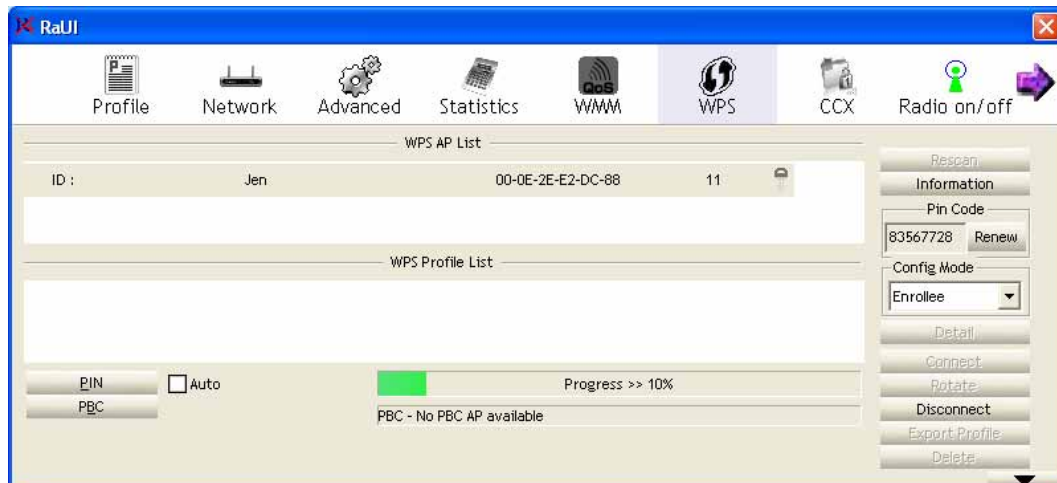 RaUI
Profile Network Advanced Statistics QoS WMM WPS CCX Radio on/off
WPS AP List
ID : Jen 00-0E-2E-E2-DC-88 11
WPS Profile List
PIN Auto Progress >> 10%
PBC PBC - No PBC AP available
Rescan
Information
Pin Code
83567728 Renew
Config Mode
Enrollee
Detail
Connect
Rotate
Disconnect
Export Profile
Delete